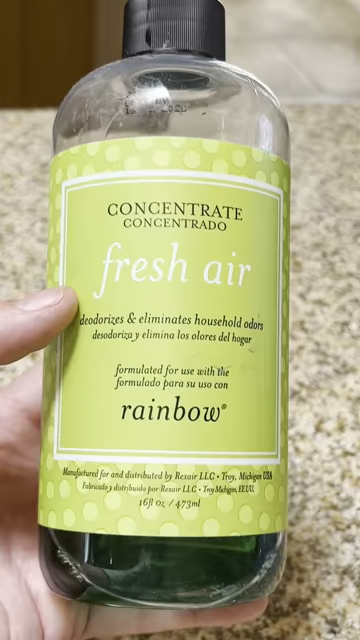 CONCENTRATE
CONCENTRADO
fresh air
deodorizes & eliminates household odors
desodoriza y elimina los olores del hogar
formulated for use with the
formulado para su uso con
rainbow®
Manufactured for and distributed by Rexair LLC • Troy, Michigan USA
Fabricado y distribuido por Rexair LLC • Troy Michigan, EE.UU.
16fl oz / 473ml